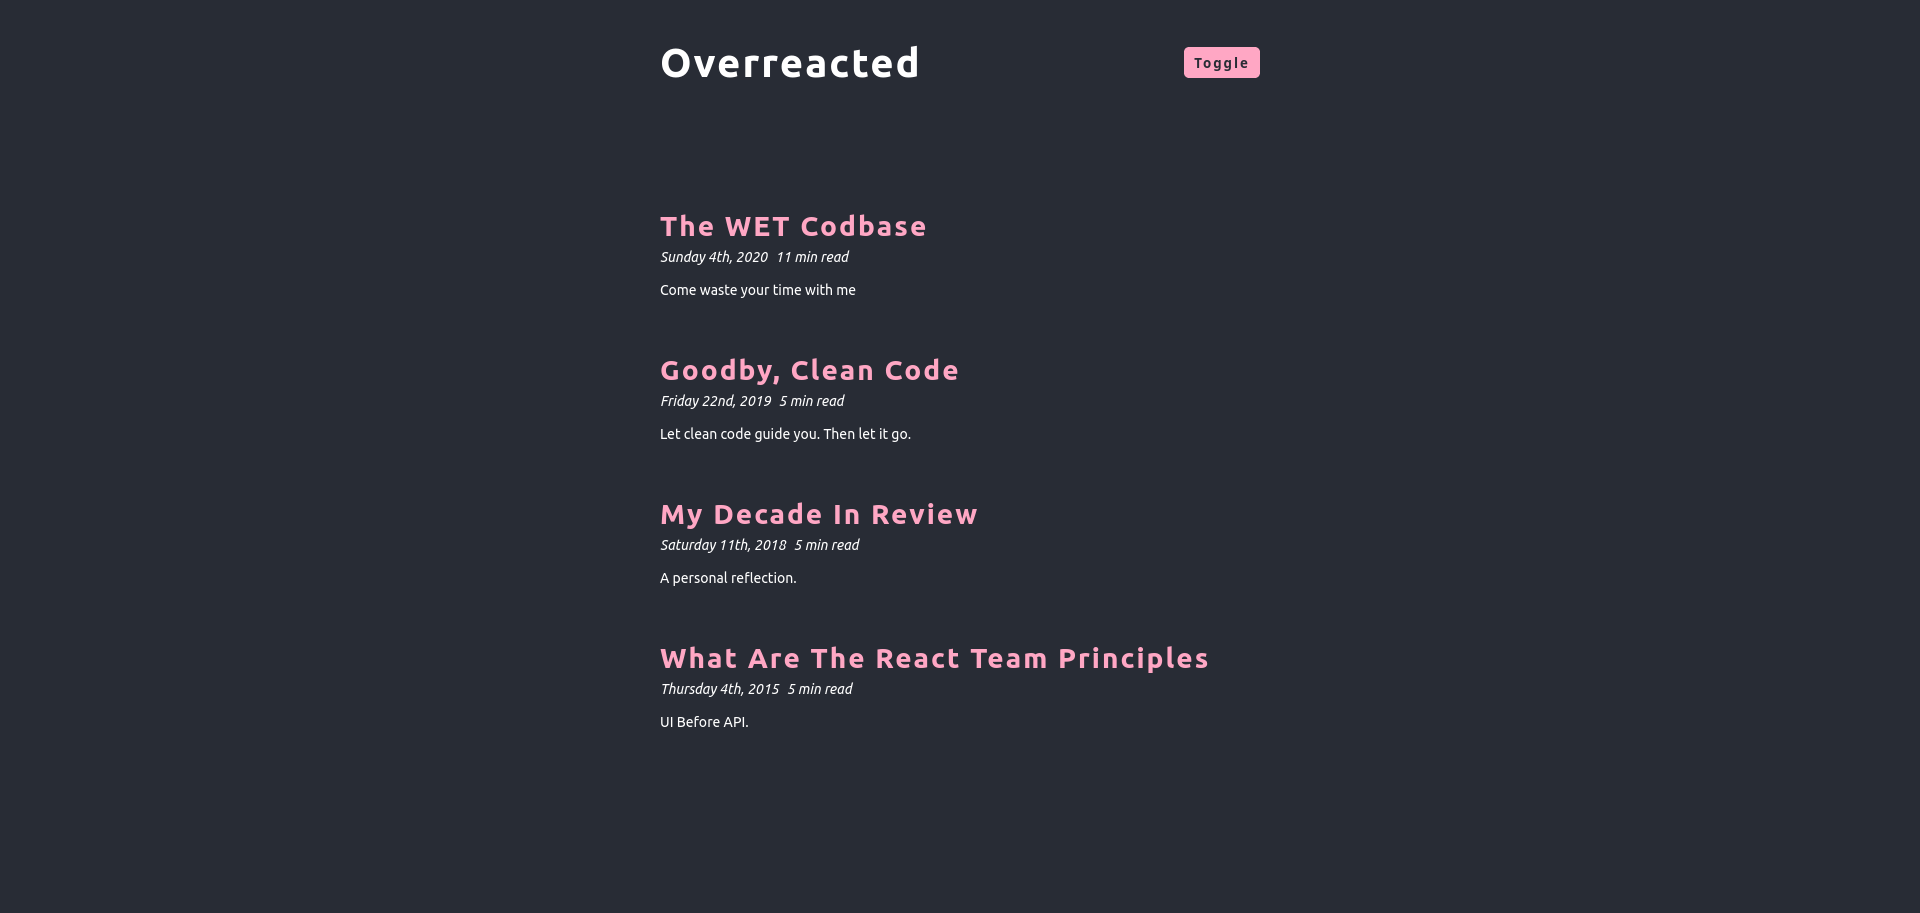 Overreacted
Toggle
The WET Codbase
Sunday 4th, 2020 11 min read
Come waste your time with me
Goodby, Clean Code
Friday 22nd, 2019 5 min read
Let clean code guide you. Then let it go.
My Decade In Review
Saturday 11th, 2018 5 min read
A personal reflection.
What Are The React Team Principles
Thursday 4th, 2015 5 min read
UI Before API.